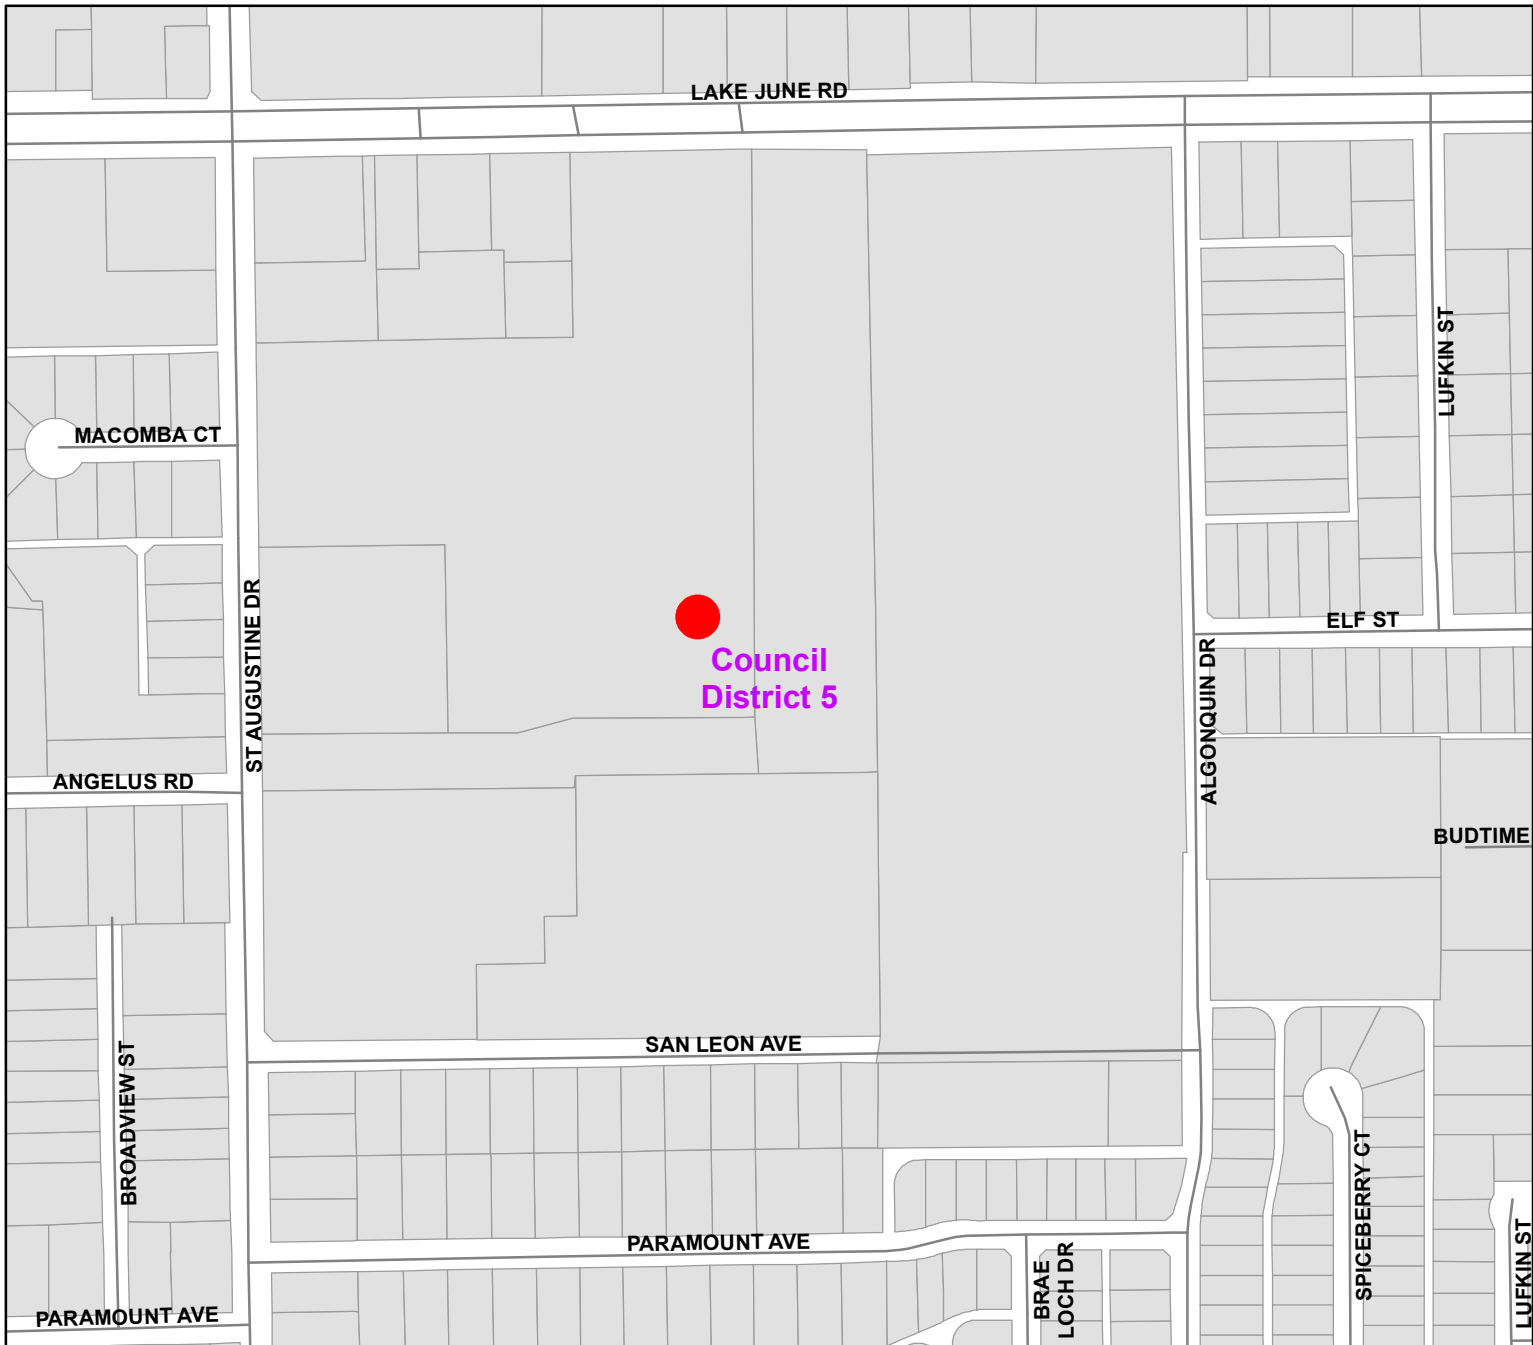 LAKE JUNE RD
LUFKIN ST
MACOMBA CT
ST AUGUSTINE DR
ELF ST
Council
District 5
ALGONQUIN DR
ANGELUS RD
BUDTIME
SAN LEON AVE
BROADVIEW ST
SPICEBERRY CT
PARAMOUNT AVE
BRAE
LOCH DR
LUFKIN ST
PARAMOUNT AVE